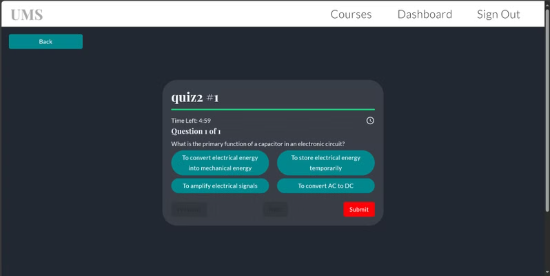 UMS
Courses
Dashboard
Sign Out
Back
quiz2 #1
Time Left: 4:59
Question 1 of 1
What is the primary function of a capacitor in an electronic circuit?
To convert electrical energy
into mechanical energy
To store electrical energy
temporarily
To amplify electrical signals
To convert AC to DC
Submit